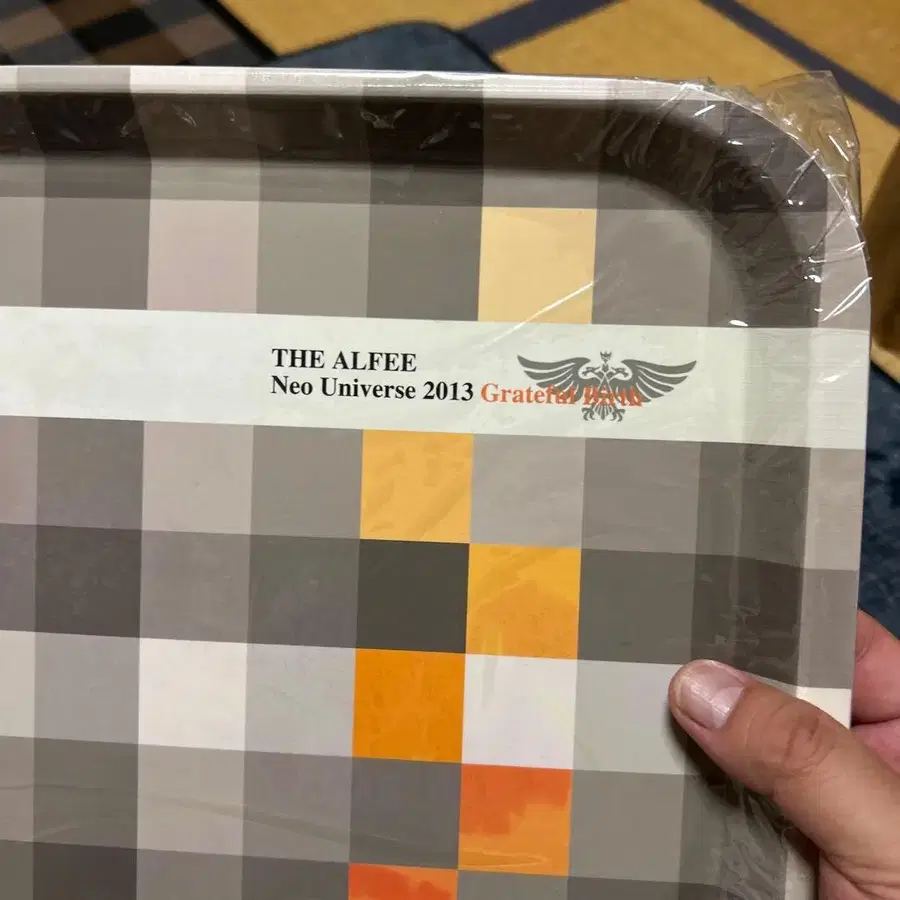 THE ALFEE
Neo Universe 2013 Grateful Birth